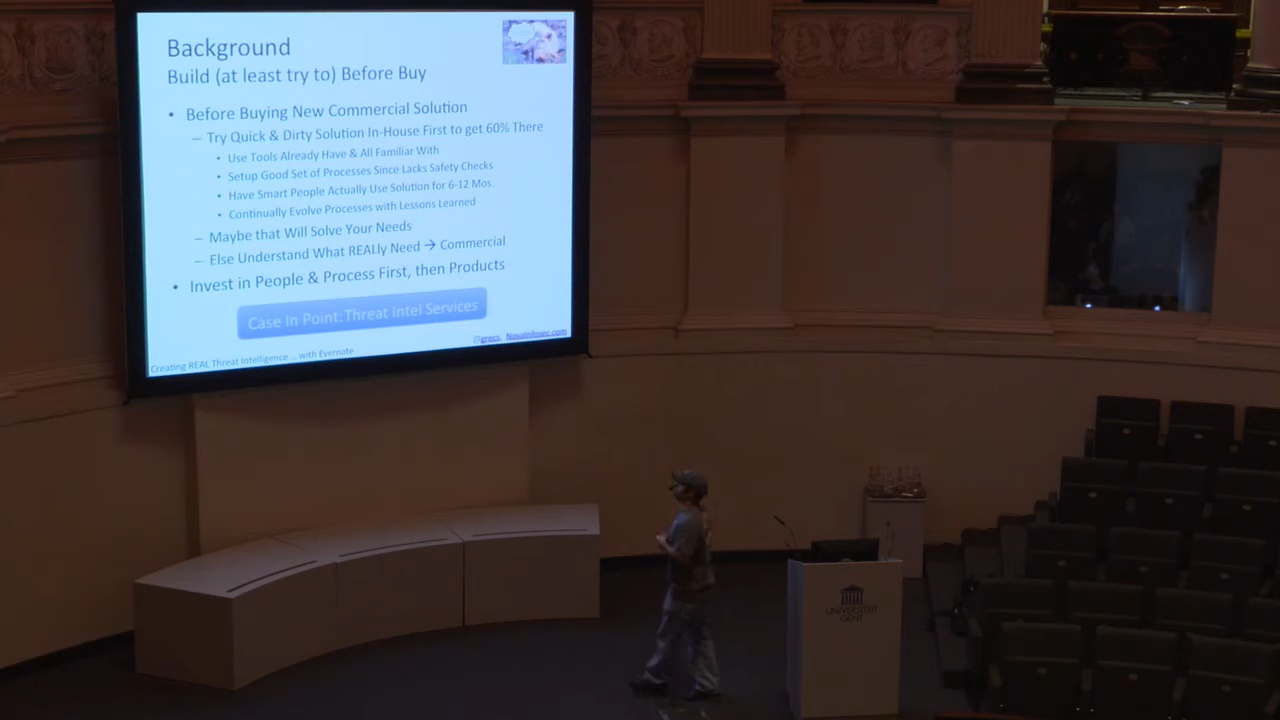 Background
Build (at least try to) Before Buy
• Before Buying New Commercial Solution
– Try Quick & Dirty Solution In-House First to get 60% There
• Use Tools Already Have & All Familiar With
• Setup Good Set of Processes Since Lacks Safety Checks
• Have Smart People Actually Use Solution for 6-12 Mos.
• Continually Evolve Processes with Lessons Learned
– Maybe that Will Solve Your Needs
– Else Understand What REALly Need → Commercial
• Invest in People & Process First, then Products
Case In Point: Threat Intel Services
@grecs, NovaInfosec.com
Creating REAL Threat Intelligence ... with Evernote
UNIVERSITEIT
GENT